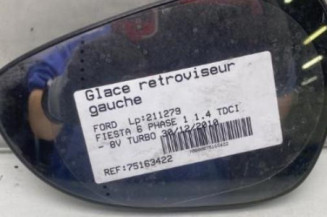 Glace retroviseur
gauche
FORD Lp:211279
FIESTA 6 PHASE 1 1.4 TDCI
- 8V TURBO 30/12/2010
REF:75163422